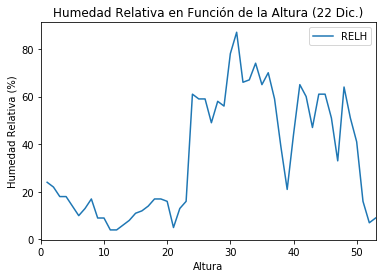 Humedad Relativa en Función de la Altura (22 Dic.)
RELH
Humedad Relativa (%)
80
60
40
20
0
0
10
20
30
40
50
Altura